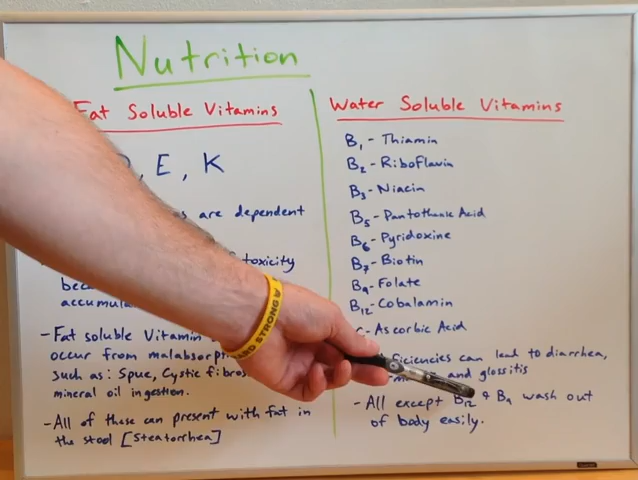 Nutrition
Fat Soluble Vitamins
, E, K
are dependent
toxicity
bec
accumula
- Fat soluble Vitamin
occur from malabsorp
such as: Spue, Cystic fibros
mineral oil ingestion.
- All of these can present with fat in
the stool [Steatorrhea]
Water Soluble Vitamins
B1 - Thiamin
B2 - Riboflavin
B3 - Niacin
B5 - Pantothenic Acid
B6 - Pyridoxine
B7 - Biotin
B9 - Folate
B12 - Cobalamin
C - Ascorbic Acid
ficiencies can lead to diarrhea,
and glossitis
- All except B12 & B9 wash out
of body easily.
ARD STRONG